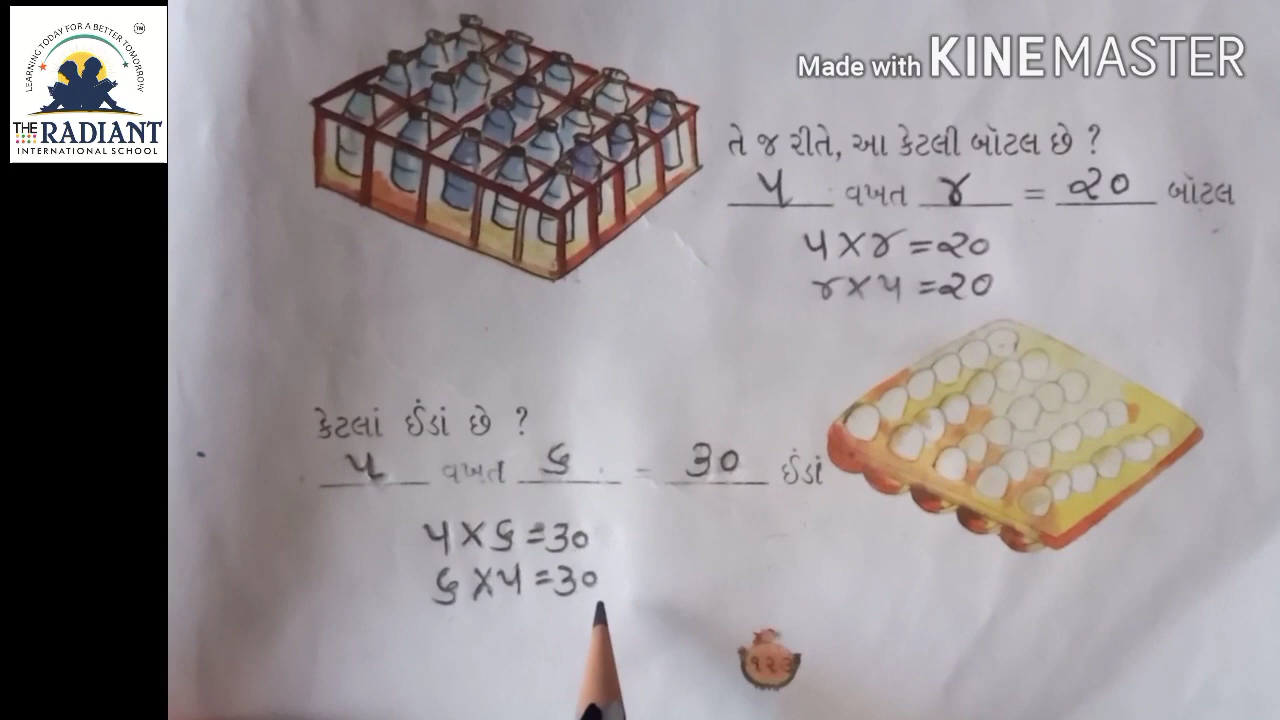 LEARNING TODAY FOR A BETTER TOMORROW
TM
THE RADIANT
INTERNATIONAL SCHOOL
Made with KINEMASTER
તે જ રીતે, આ કેટલી બૉટલ છે ?
૫ વખત ૪ = ૨૦ બૉટલ
૫ X ૪ = ૨૦
૪ X ૫ = ૨૦
કેટલાં ઈંડાં છે ?
૫ વખત ૬ = ૩૦ ઈંડાં
૫ X ૬ = ૩૦
૬ X ૫ = ૩૦